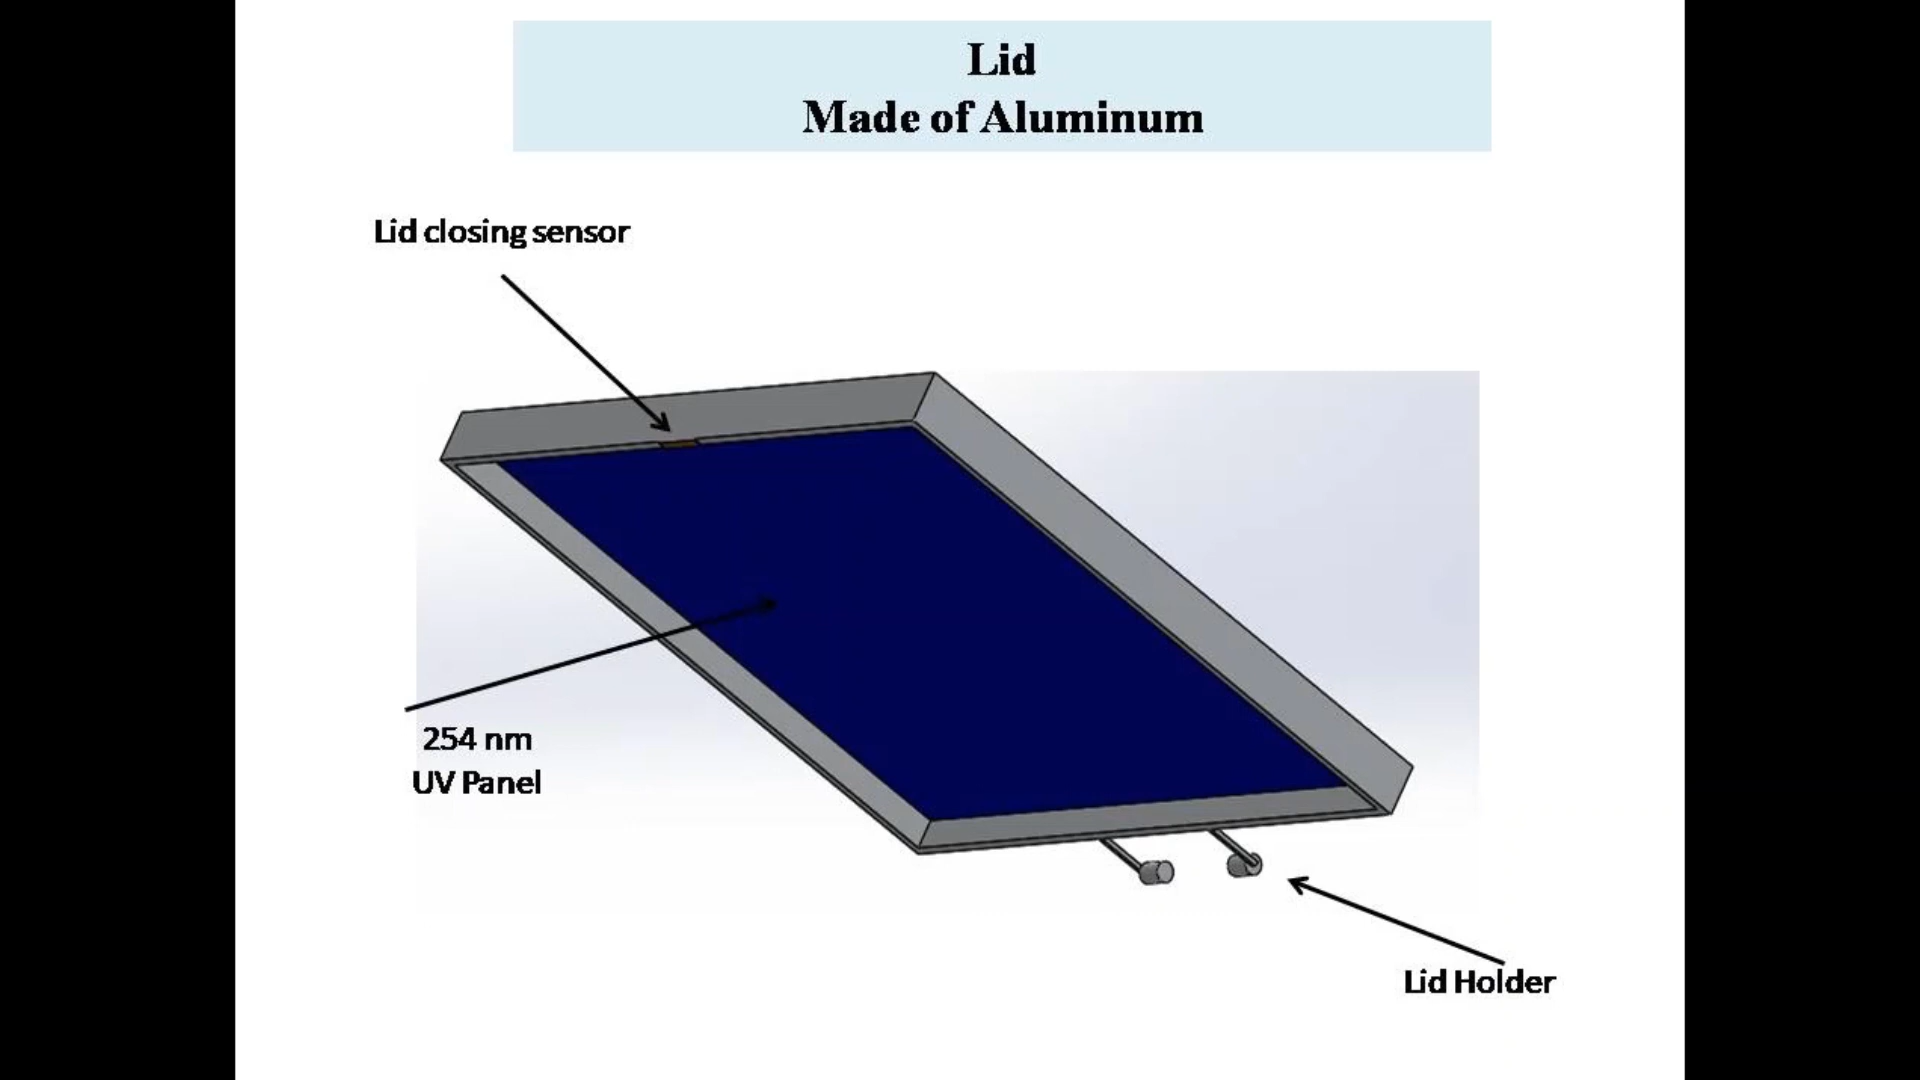 Lid
Made of Aluminum
Lid closing sensor
254 nm
UV Panel
Lid Holder